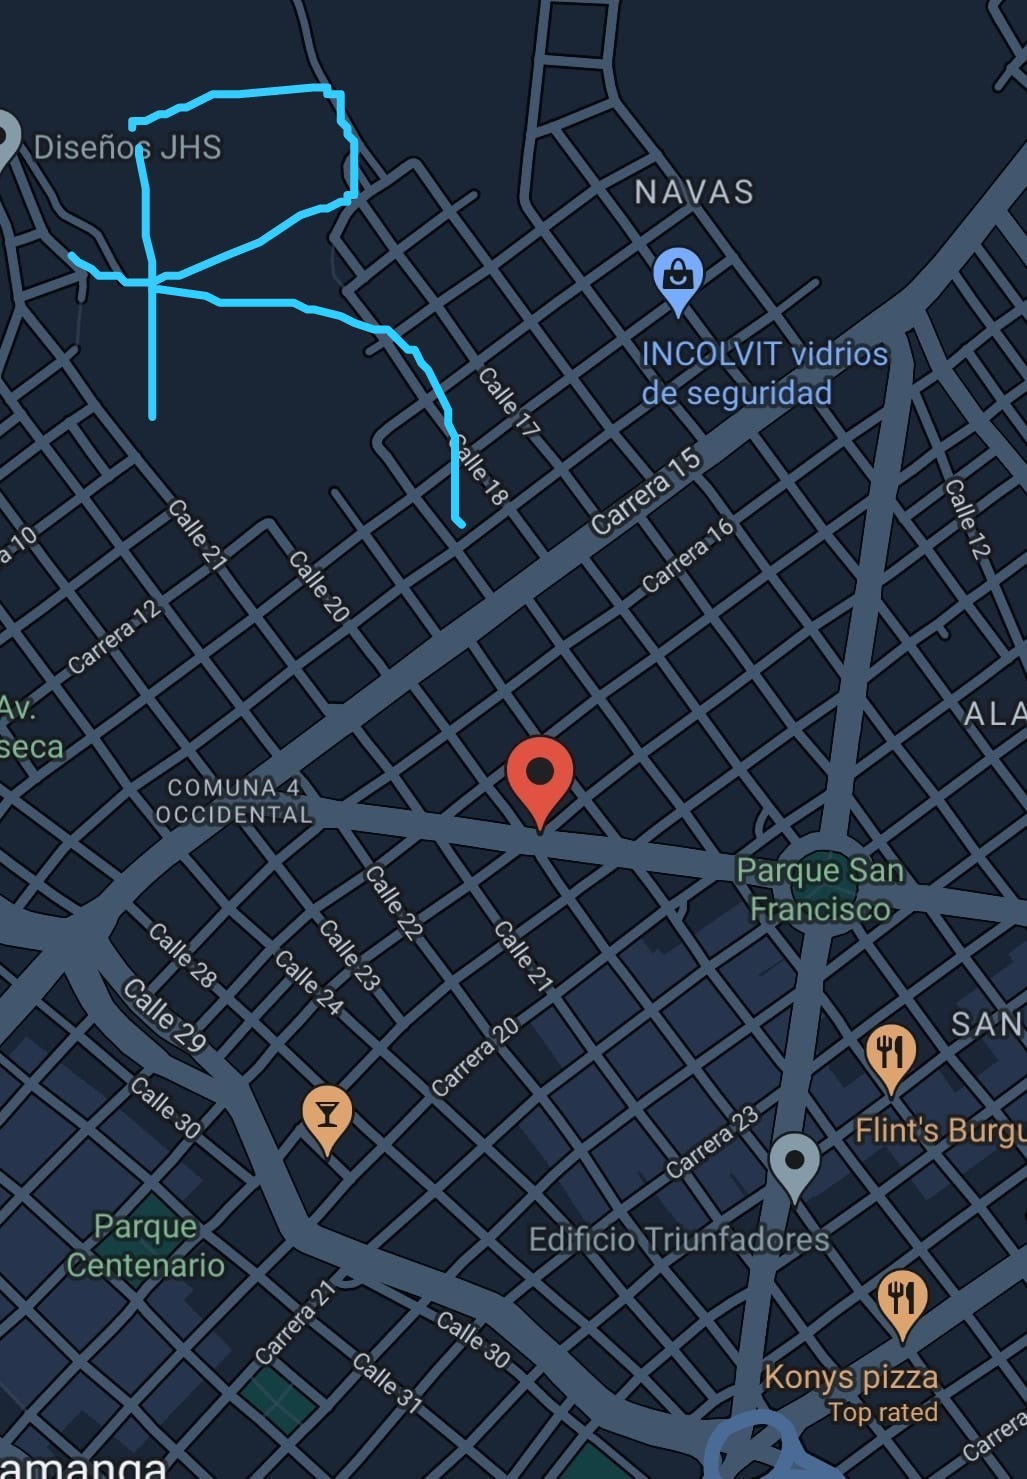 R
Diseños JHS
NAVAS
INCOLVIT vidrios
de seguridad
Calle 17
Calle 18
Carrera 15
Carrera 16
Calle 12
Calle 21
a 10
Calle 20
Carrera 12
Av.
seca
ALA
COMUNA 4
OCCIDENTAL
Parque San
Francisco
Calle 22
Calle 23
Calle 21
Calle 28
Calle 24
Calle 29
SAN
Carrera 20
Calle 30
Flint's Burgu
Carrera 23
Parque
Centenario
Edificio Triunfadores
Carrera 21
Calle 30
Calle 31
Konys pizza
Top rated
Carrera
amanga